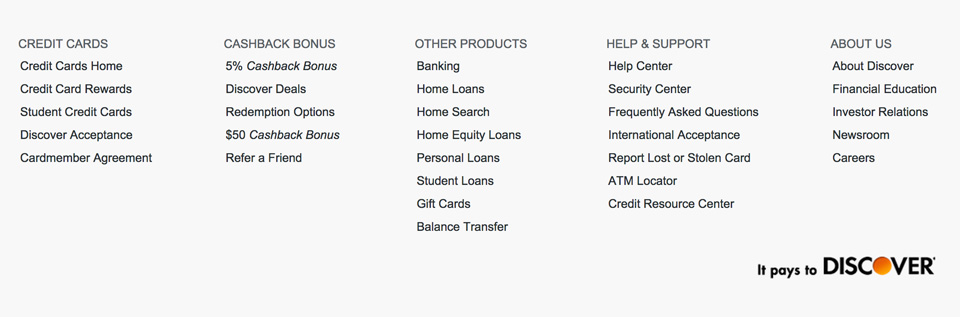 CREDIT CARDS
Credit Cards Home
Credit Card Rewards
Student Credit Cards
Discover Acceptance
Cardmember Agreement
CASHBACK BONUS
5% Cashback Bonus
Discover Deals
Redemption Options
$50 Cashback Bonus
Refer a Friend
OTHER PRODUCTS
Banking
Home Loans
Home Search
Home Equity Loans
Personal Loans
Student Loans
Gift Cards
Balance Transfer
HELP & SUPPORT
Help Center
Security Center
Frequently Asked Questions
International Acceptance
Report Lost or Stolen Card
ATM Locator
Credit Resource Center
ABOUT US
About Discover
Financial Education
Investor Relations
Newsroom
Careers
It pays to DISCOVER